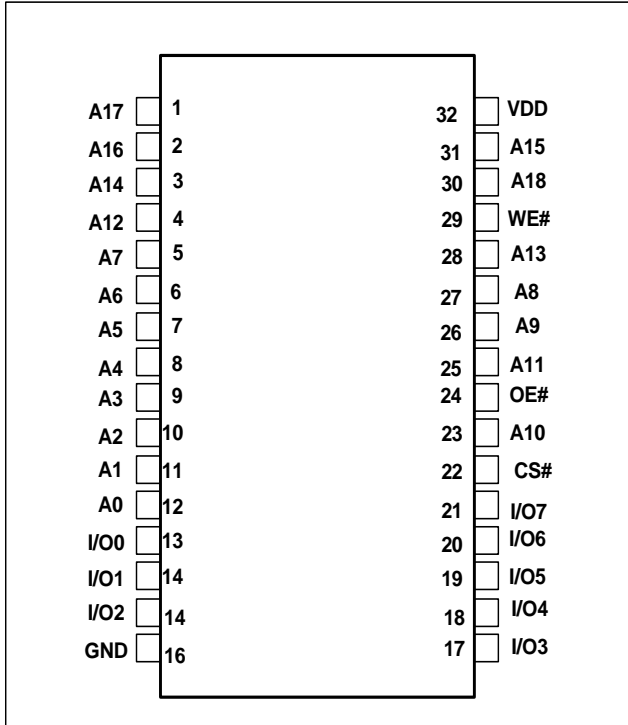 A17 1 32 VDD
A16 2 31 A15
A14 3 30 A18
A12 4 29 WE#
A7 5 28 A13
A6 6 27 A8
A5 7 26 A9
A4 8 25 A11
A3 9 24 OE#
A2 10 23 A10
A1 11 22 CS#
A0 12 21 I/O7
I/O0 13 20 I/O6
I/O1 14 19 I/O5
I/O2 14 18 I/O4
GND 16 17 I/O3